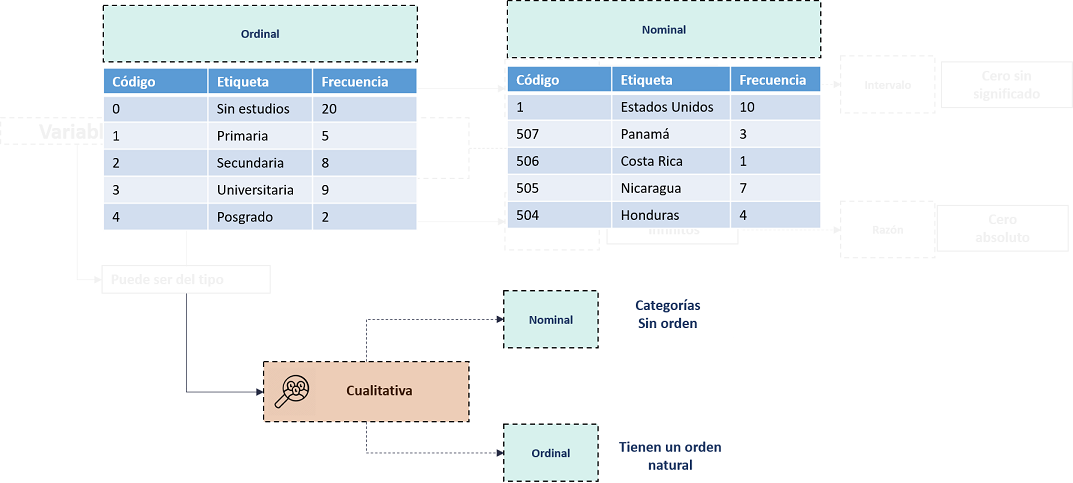 Ordinal
Código Etiqueta Frecuencia
0 Sin estudios 20
1 Primaria 5
2 Secundaria 8
3 Universitaria 9
4 Posgrado 2
Nominal
Código Etiqueta Frecuencia
1 Estados Unidos 10
507 Panamá 3
506 Costa Rica 1
505 Nicaragua 7
504 Honduras 4
Intervalo
Cero sin
significado
Razón
Cero
absoluto
Infinitos
Puede ser del tipo
Cualitativa
Nominal
Categorías
Sin orden
Ordinal
Tienen un orden
natural